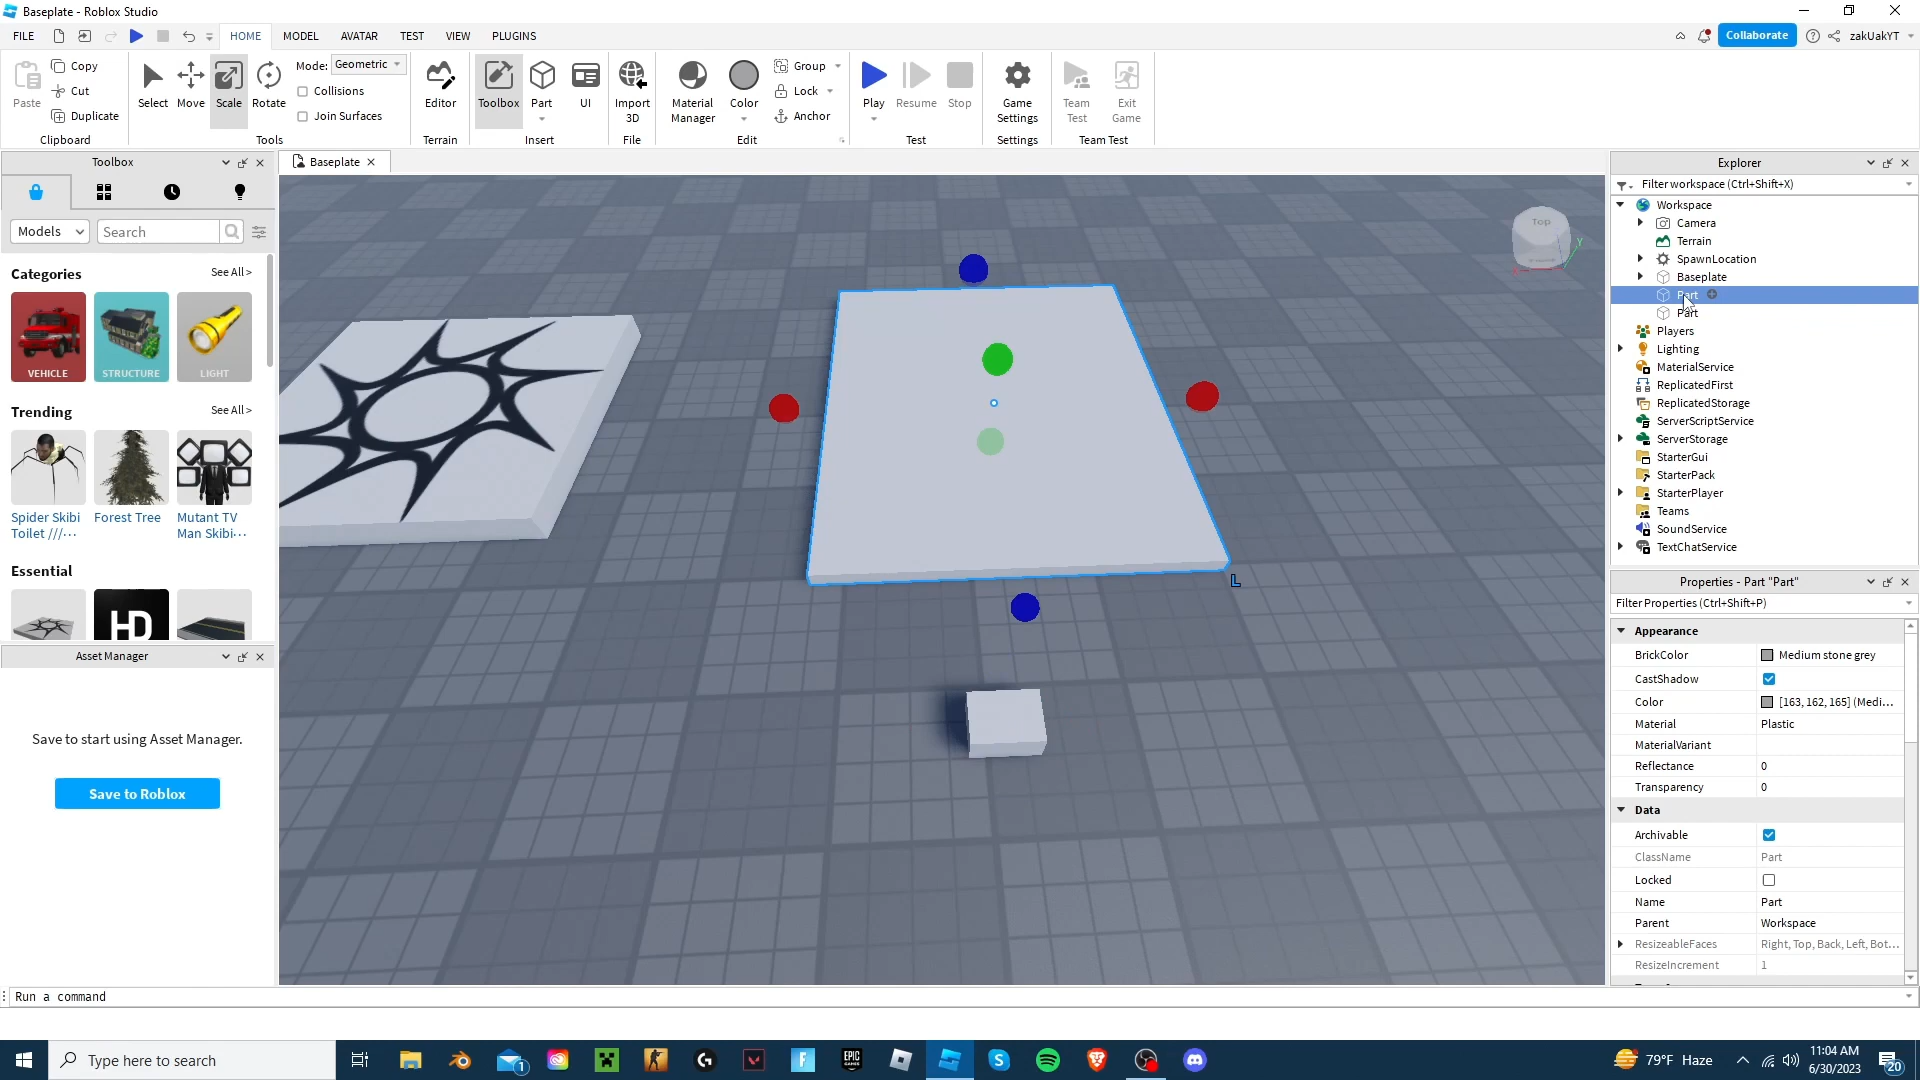 Baseplate - Roblox Studio
FILE HOME MODEL AVATAR TEST VIEW PLUGINS Collaborate zakUakYT
Paste
Copy
Cut
Duplicate
Clipboard
Select Move Scale Rotate
Mode: Geometric
Collisions
Join Surfaces
Tools
Editor
Terrain
Toolbox Part UI
Insert
Import
3D
File
Material
Manager
Color
Group
Lock
Anchor
Edit
Play Resume Stop
Test
Game
Settings
Settings
Team
Test
Exit
Game
Team Test
Toolbox
Models Search
Categories See All >
VEHICLE STRUCTURE LIGHT
Trending See All >
Spider Skibi
Toilet ///...
Forest Tree
Mutant TV
Man Skibi...
Essential
HD
Asset Manager
Save to start using Asset Manager.
Save to Roblox
Baseplate
Top
Y
L
Explorer
Filter workspace (Ctrl+Shift+X)
Workspace
Camera
Terrain
SpawnLocation
Baseplate
Part
Part
Players
Lighting
MaterialService
ReplicatedFirst
ReplicatedStorage
ServerScriptService
ServerStorage
StarterGui
StarterPack
StarterPlayer
Teams
SoundService
TextChatService
Properties - Part "Part"
Filter Properties (Ctrl+Shift+P)
Appearance
BrickColor Medium stone grey
CastShadow
Color [163, 162, 165] (Medi...
Material Plastic
MaterialVariant
Reflectance 0
Transparency 0
Data
Archivable
ClassName Part
Locked
Name Part
Parent Workspace
ResizeableFaces Right, Top, Back, Left, Bot...
ResizeIncrement 1
Run a command
Type here to search
1
EPIC
GAMES
79°F Haze
11:04 AM
6/30/2023
20